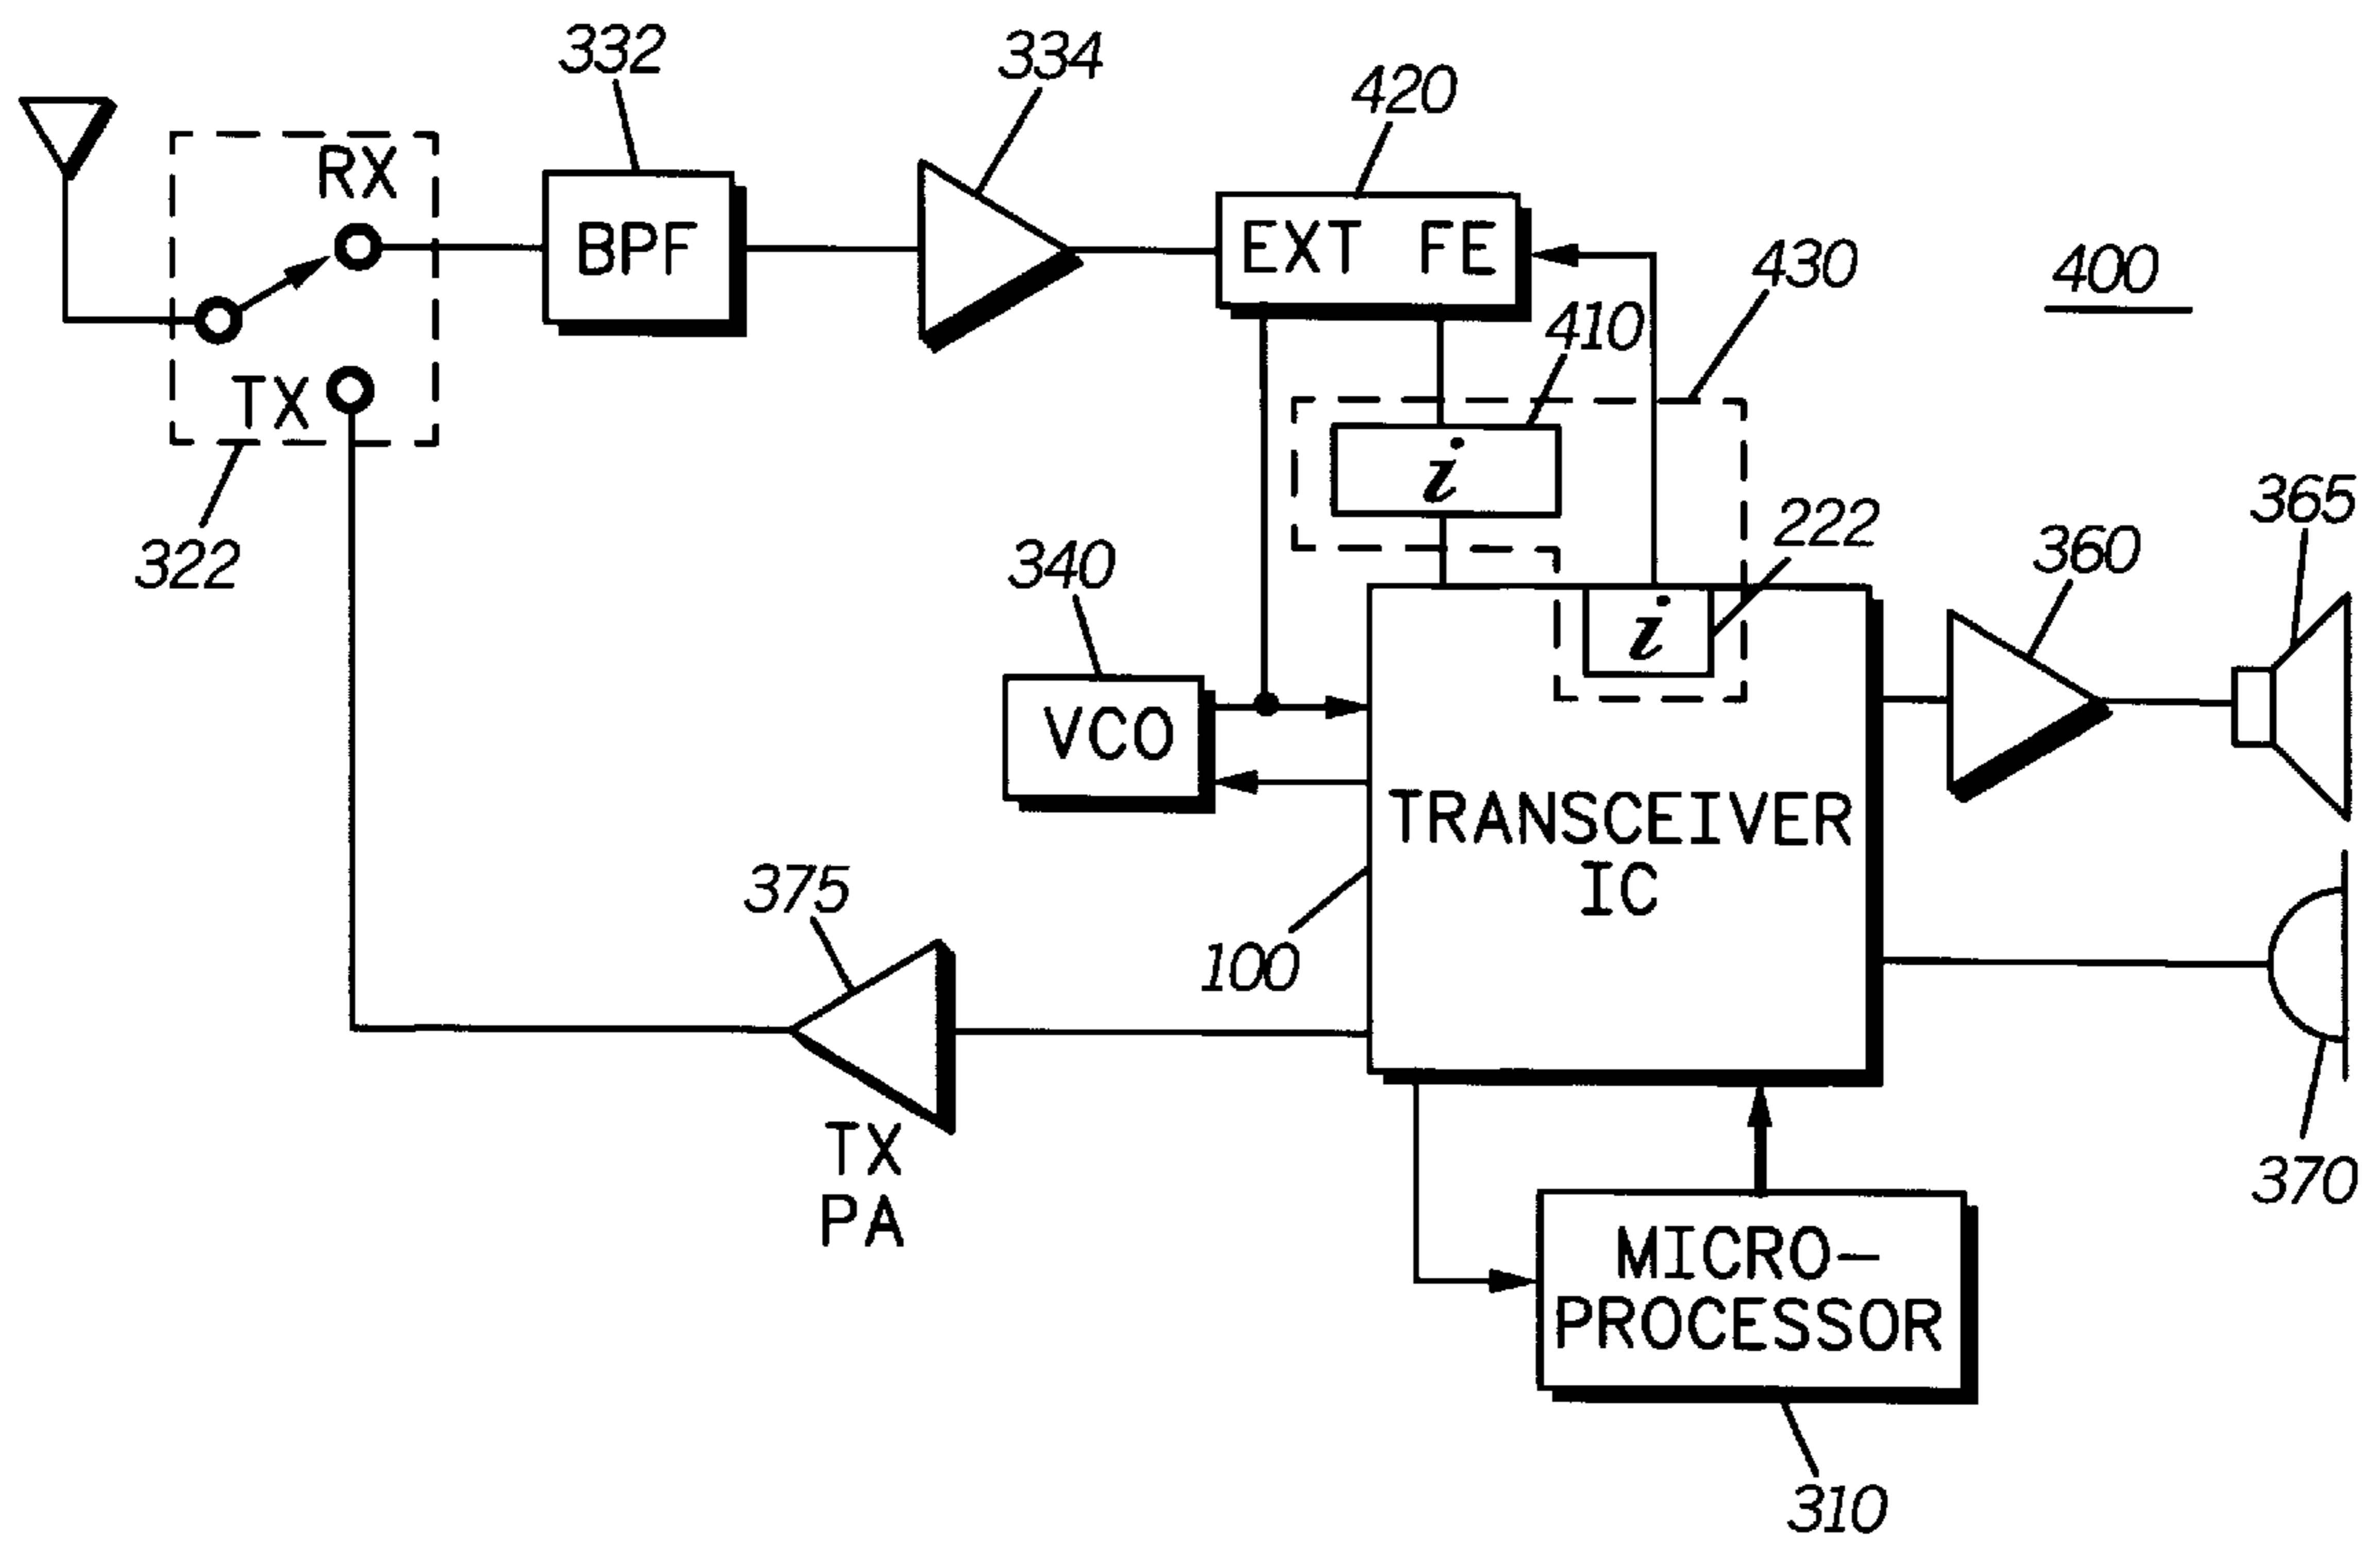 332
334
420
RX
BPF
EXT FE
430
400
410
TX
i
322
340
222
365
360
i
VCO
TRANSCEIVER
IC
375
100
TX
PA
370
MICRO-
PROCESSOR
310